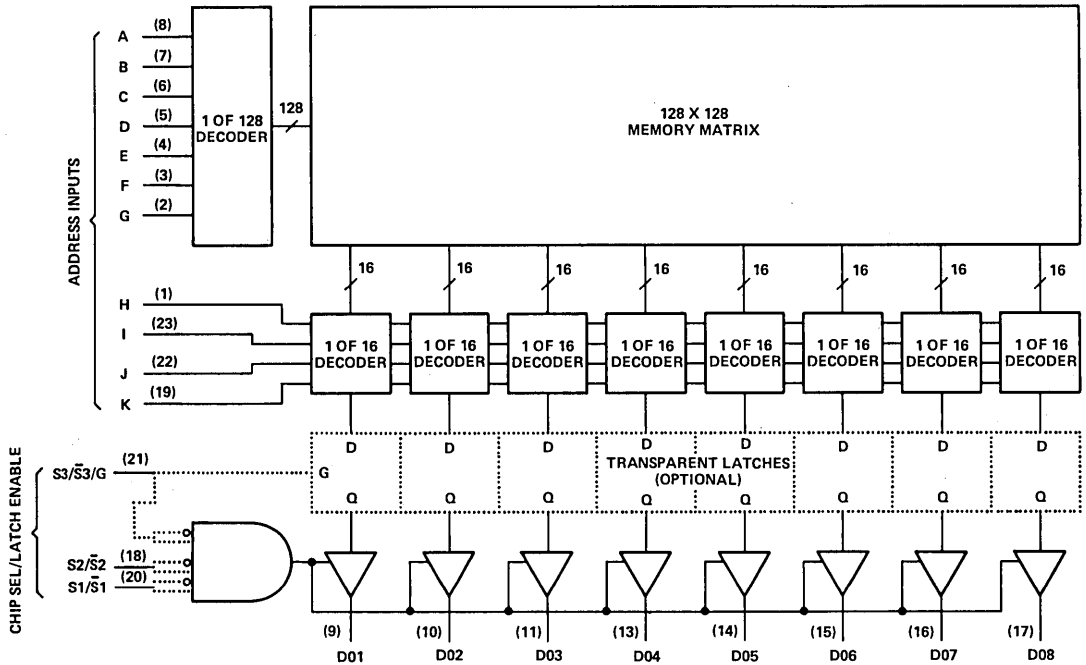 A (8)
B (7)
C (6)
D (5)
E (4)
F (3)
G (2)
ADDRESS INPUTS
1 OF 128
DECODER
128
128 X 128
MEMORY MATRIX
16 16 16 16 16 16 16 16
H (1)
I (23)
J (22)
K (19)
1 OF 16 1 OF 16 1 OF 16 1 OF 16 1 OF 16 1 OF 16 1 OF 16 1 OF 16
DECODER DECODER DECODER DECODER DECODER DECODER DECODER DECODER
D D D D D D D D
CHIP SEL/LATCH ENABLE
S3/S̅3/G (21)
G
TRANSPARENT LATCHES
(OPTIONAL)
Q Q Q Q Q Q Q Q
S2/S̅2 (18)
S1/S̅1 (20)
(9) (10) (11) (13) (14) (15) (16) (17)
D01 D02 D03 D04 D05 D06 D07 D08